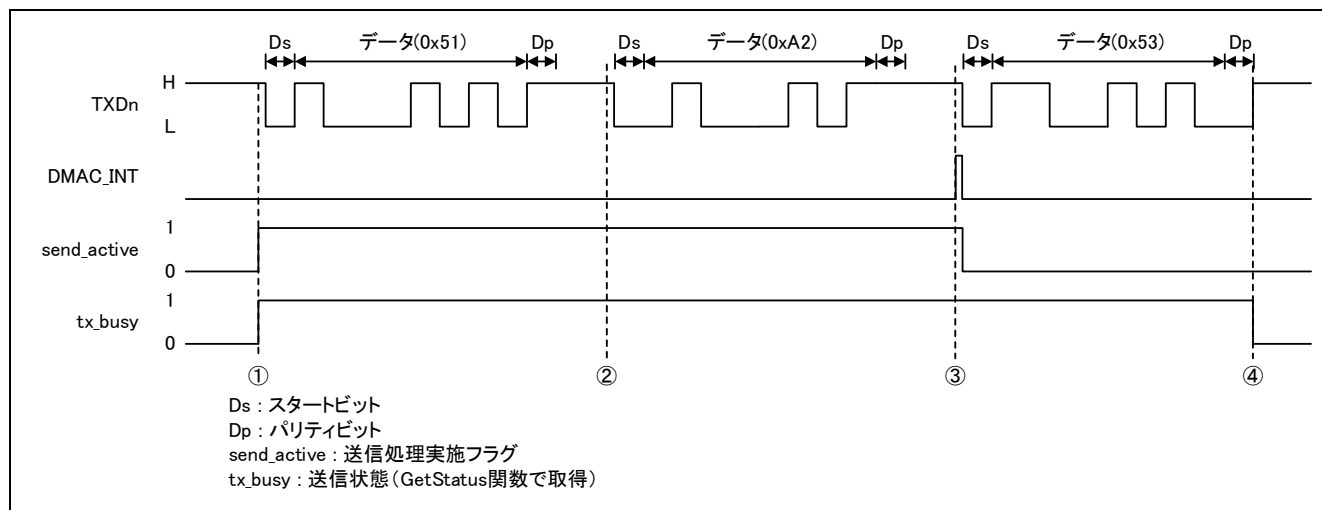 Ds データ(0x51) Dp Ds データ(0xA2) Dp Ds データ(0x53) Dp
H
TXDn
L
DMAC_INT
1
send_active
0
1
tx_busy
0
① ② ③ ④
Ds : スタートビット
Dp : パリティビット
send_active : 送信処理実施フラグ
tx_busy : 送信状態(GetStatus関数で取得)